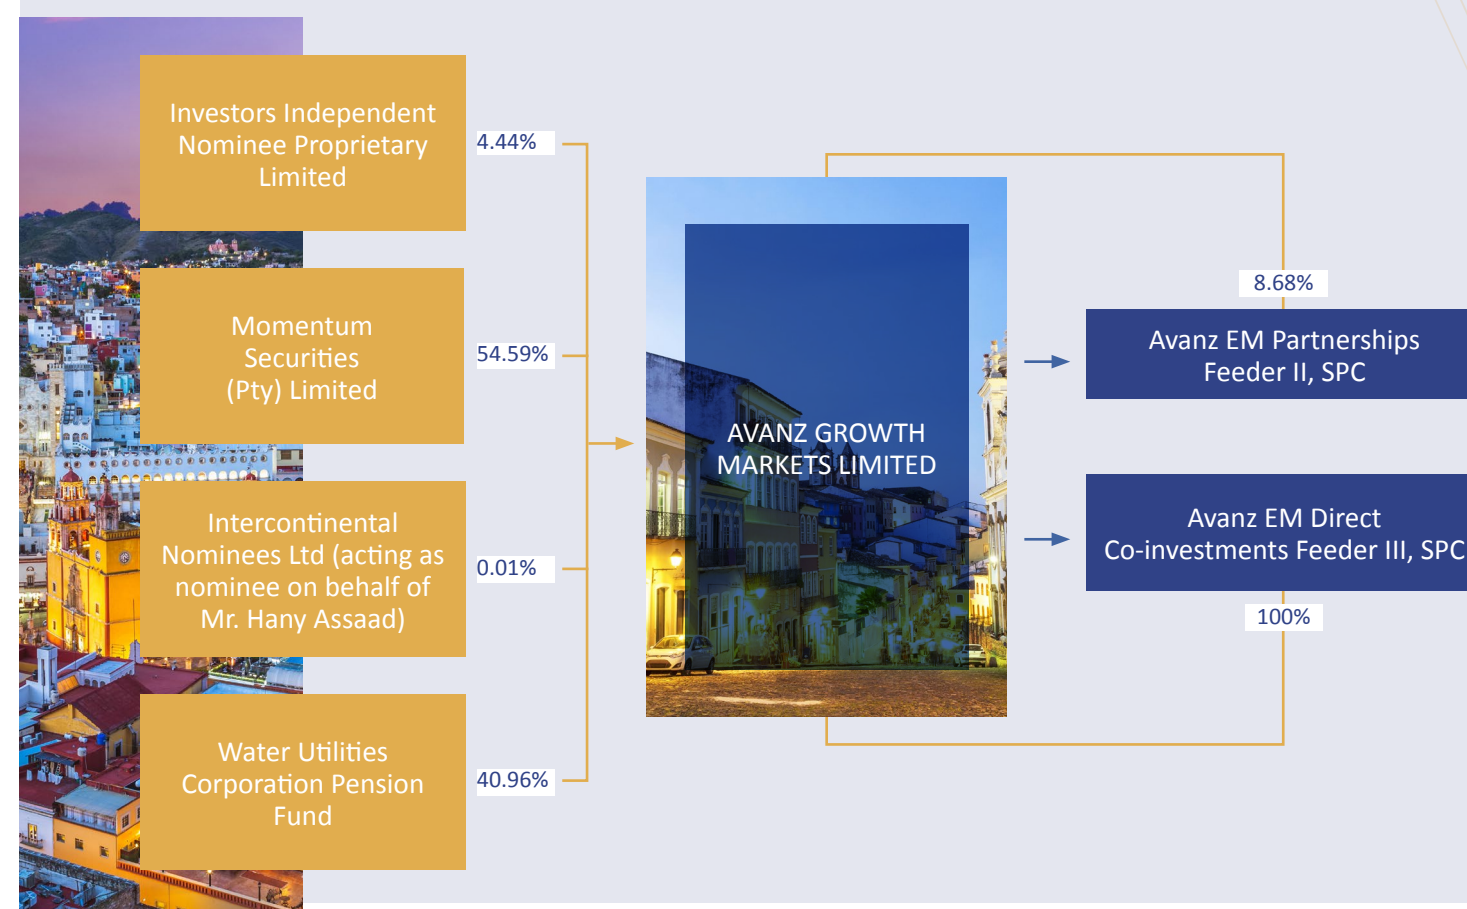 Investors Independent
Nominee Proprietary
Limited
4.44%
Momentum
Securities
(Pty) Limited
54.59%
Intercontinental
Nominees Ltd (acting as
nominee on behalf of
Mr. Hany Assaad)
0.01%
Water Utilities
Corporation Pension
Fund
40.96%
AVANZ GROWTH
MARKETS LIMITED
8.68%
Avanz EM Partnerships
Feeder II, SPC
Avanz EM Direct
Co-investments Feeder III, SPC
100%